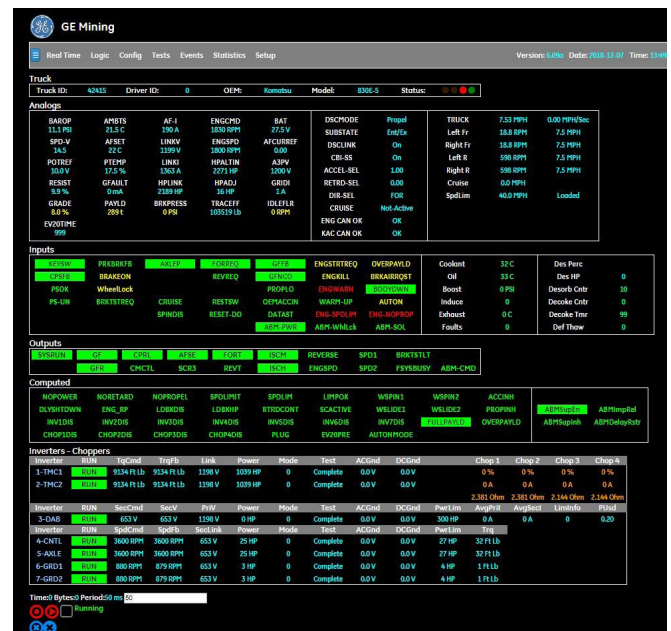 GE Mining
Real Time Logic Config Tests Events Statistics Setup Version: Date: 2018-12-07 Time: 13:49
Truck
Truck ID: 42415 Driver ID: 0 OEM: Komatsu Model: 830E-5 Status:
Analogs
BAROP AMBTS AF-I ENGCMD BAT DSCMODE Propel TRUCK 7.53 MPH 0.00 MPH/Sec
11.1 PSI 21.5 C 190 A 1830 RPM 27.5 V SUBSTATE Ent/Ex Left Fr 18.8 RPM 7.5 MPH
SPD-V AFSET LINKV ENGSPD AFCURREF DSCLINK On Right Fr 18.8 RPM 7.5 MPH
14.5 22 C 1199 V 1800 RPM 0.00 CBI-SS On Left R 598 RPM 7.5 MPH
POTREF PTEMP LINKI HPALTIN A3PV ACCEL-SEL 1.00 Right R 598 RPM 7.5 MPH
10.0 V 17.5 % 1363 A 2271 HP 1200 V RETRD-SEL 0.00 Cruise 0.0 MPH
RESIST GFAULT HPLINK HPADJ GRIDI DIR-SEL FOR SpdLim 40.0 MPH Loaded
9.9 % 0 mA 2189 HP 16 HP 1 A CRUISE Not-Active
GRADE PAYLD BRKPRESS TRACEFF IDLEFLR ENG CAN OK OK
8.0 % 289 t 0 PSI 103519 Lb 0 RPM KAC CAN OK OK
EV20TIME
999
Inputs
KEYSW PRKBRKFB AXLEP FORREQ GFFB ENGSTRTREQ OVERPAYLD Coolant 32 C Des Perc
CPSFB BRAKEON REVREQ GFNCO ENGKILL BRKAIRRQST Oil 33 C Des HP 0
PSOK WheelLock PROPLO ENGWARN BODYDWN Boost 0 PSI Desorb Cntr 10
PS-UN BRKTSTREQ CRUISE RESTSW OEMACCIN WARM-UP AUTON Induce 0 Decoke Cntr 0
SPINDIS RESET-DO DATAST ENG-SPDLIM ENG-NOPROP Exhaust 0 C Decoke Tmr 99
ABM-PWR ABM-WhlLck ABM-SOL Faults 0 Def Thaw 0
Outputs
SYSRUN GF CPRL AFSE FORT ISCM REVERSE SPD1 BRKTSTLT
GFR CMCTL SCR3 REVT ISCH ENGSPD SPD2 FSYSBUSY ABM-CMD
Computed
NOPOWER NORETARD NOPROPEL SPDLIMIT SPDLIM LIMPOK WSPIN1 WSPIN2 ACCINH
DLYSHTDWN ENG_RP LDBXDIS LDBXHP RTRDCONT SCACTIVE WSLIDE1 WSLIDE2 PROPINH ABMSupEn ABMImpRel
INV1DIS INV2DIS INV3DIS INV4DIS INV5DIS INV6DIS INV7DIS FULLPAYLD OVERPAYLD ABMSupInh ABMDelayRstr
CHOP1DIS CHOP2DIS CHOP3DIS CHOP4DIS PLUG EV20PRE AUTONMODE
Inverters - Choppers
Inverter RUN TqCmd TrqFb Link Power Mode Test ACGnd DCGnd Chop 1 Chop 2 Chop 3 Chop 4
1-TMC1 RUN 9134 Ft Lb 9134 Ft Lb 1198 V 1039 HP 0 Complete 0.0 V 0.0 V 0 % 0 % 0 % 0 %
2-TMC2 RUN 9134 Ft Lb 9134 Ft Lb 1198 V 1039 HP 0 Complete 0.0 V 0.0 V 0 A 0 A 0 A 0 A
2.381 Ohm 2.381 Ohm 2.144 Ohm 2.144 Ohm
Inverter RUN SecCmd SecV PriV Power Mode Test ACGnd DCGnd PwrLim AvgPriI AvgSecI LimInfo PUsd
3-DAB RUN 653 V 653 V 1198 V 0 HP 0 Complete 0.0 V 0.0 V 300 HP 0 A 0 A 0 0.20
Inverter RUN SpdCmd SpdFb SecLink Power Mode Test ACGnd DCGnd PwrLim Trq
4-CNTL RUN 3600 RPM 3600 RPM 653 V 25 HP 0 Complete 0.0 V 0.0 V 27 HP 32 Ft Lb
5-AXLE RUN 3600 RPM 3600 RPM 653 V 25 HP 0 Complete 0.0 V 0.0 V 27 HP 32 Ft Lb
6-GRD1 RUN 880 RPM 879 RPM 653 V 3 HP 0 Complete 0.0 V 0.0 V 4 HP 1 Ft Lb
7-GRD2 RUN 880 RPM 879 RPM 653 V 3 HP 0 Complete 0.0 V 0.0 V 4 HP 1 Ft Lb
Time:0 Bytes:0 Period:50 ms 50
Running